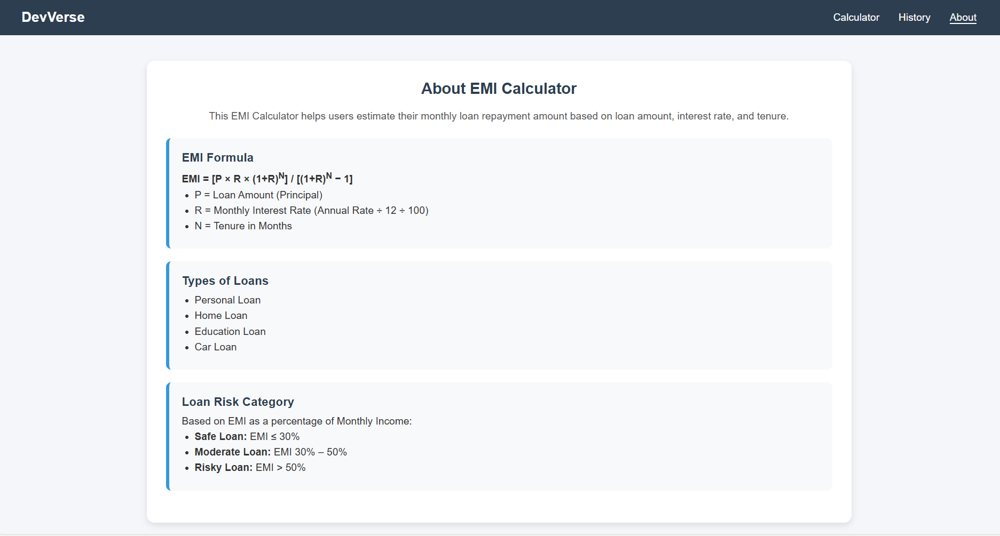 DevVerse
Calculator History About
About EMI Calculator
This EMI Calculator helps users estimate their monthly loan repayment amount based on loan amount, interest rate, and tenure.
EMI Formula
EMI = [P × R × (1+R)^N] / [(1+R)^N − 1]
• P = Loan Amount (Principal)
• R = Monthly Interest Rate (Annual Rate ÷ 12 ÷ 100)
• N = Tenure in Months
Types of Loans
• Personal Loan
• Home Loan
• Education Loan
• Car Loan
Loan Risk Category
Based on EMI as a percentage of Monthly Income:
• Safe Loan: EMI ≤ 30%
• Moderate Loan: EMI 30% – 50%
• Risky Loan: EMI > 50%